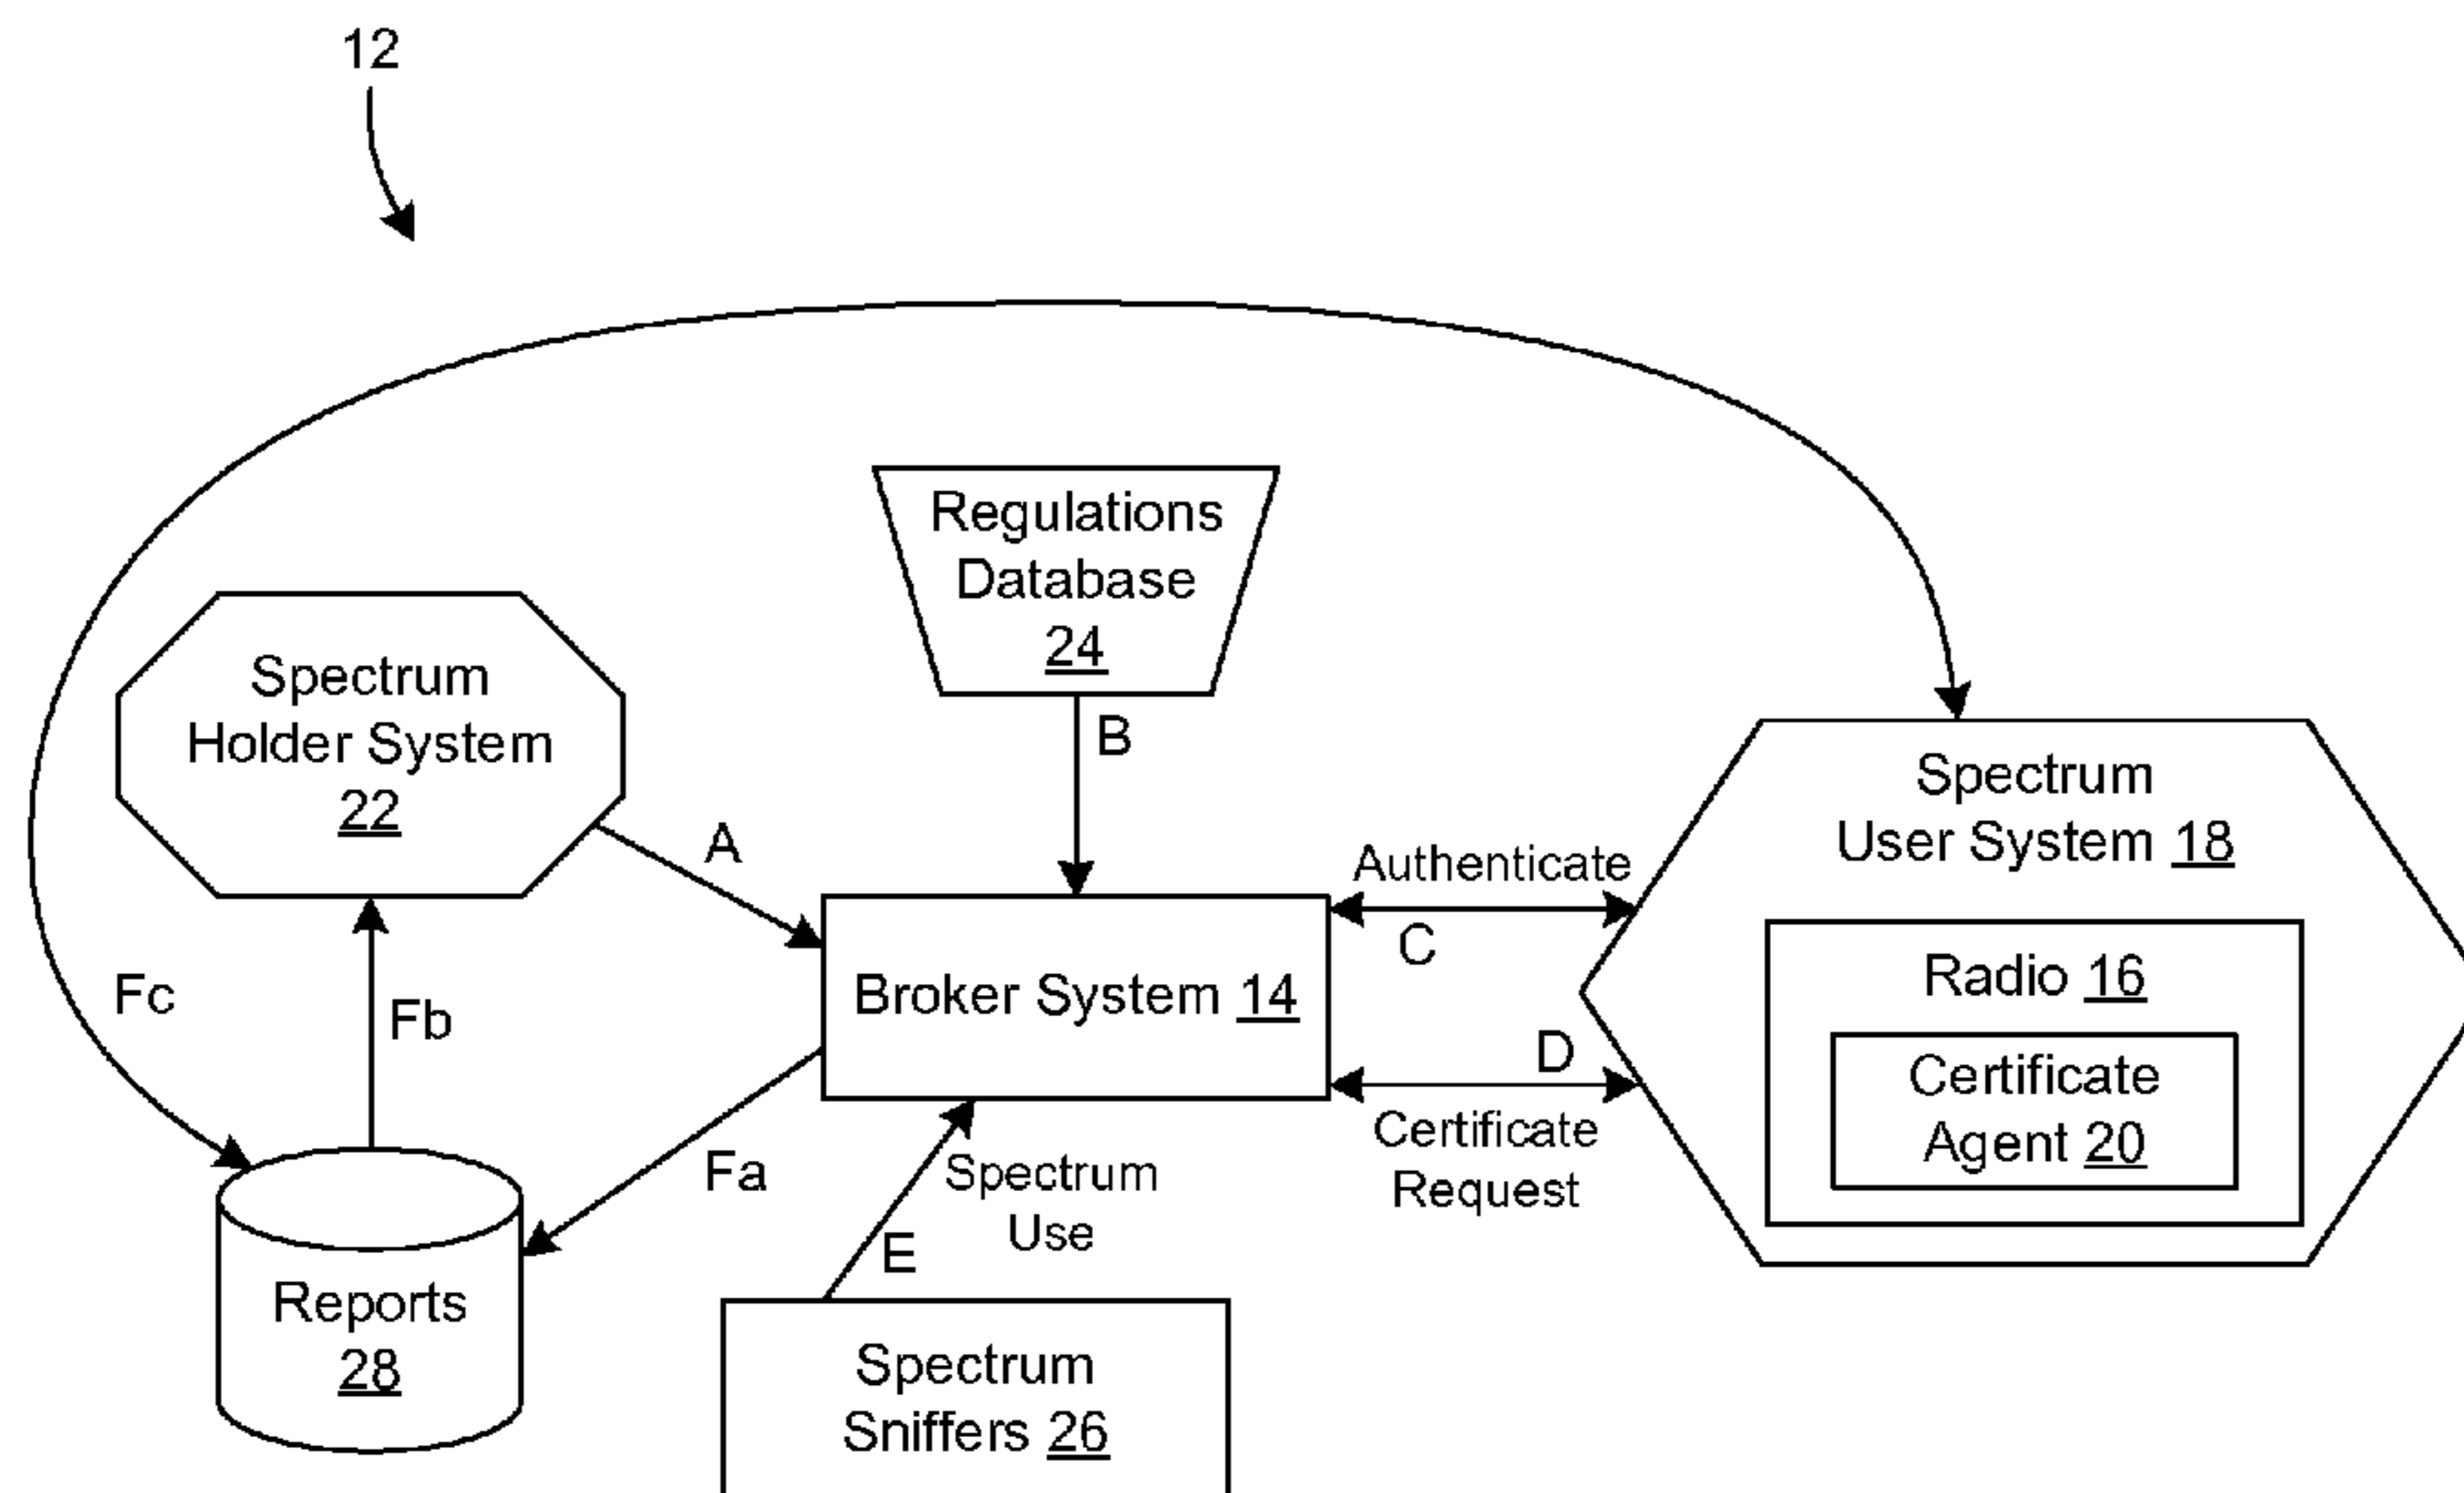 12
Regulations
Database
24
Spectrum
Holder System
22
B
A
Spectrum
User System 18
Authenticate
C
Broker System 14
Radio 16
Fc
Fb
D
Certificate
Agent 20
Certificate
Request
Fa
Spectrum
Use
E
Reports
28
Spectrum
Sniffers 26